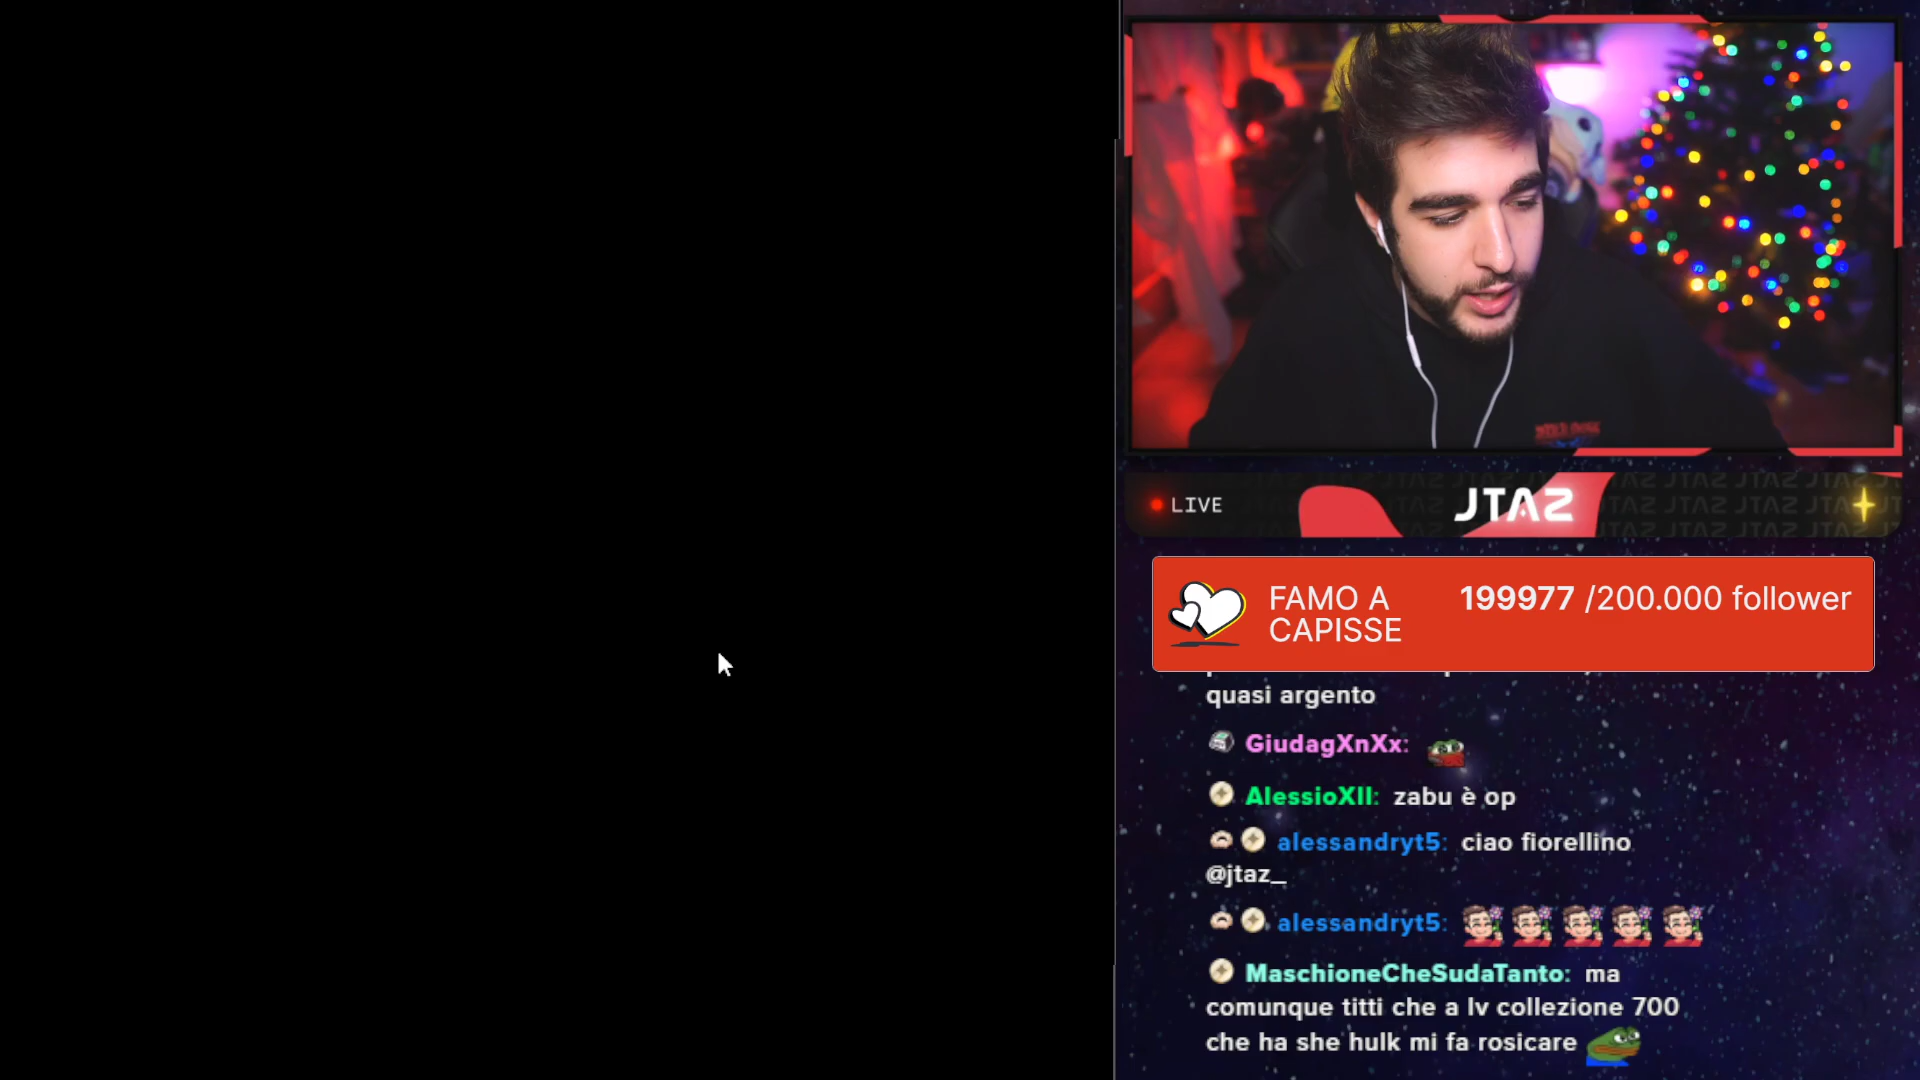 LIVE
JTAZ
FAMO A
CAPISSE
199977 /200.000 follower
quasi argento
GiudagXnXx:
AlessioXII: zabu è op
alessandryt5: ciao fiorellino
@jtaz_
alessandryt5:
MaschioneCheSudaTanto: ma
comunque titti che a lv collezione 700
che ha she hulk mi fa rosicare